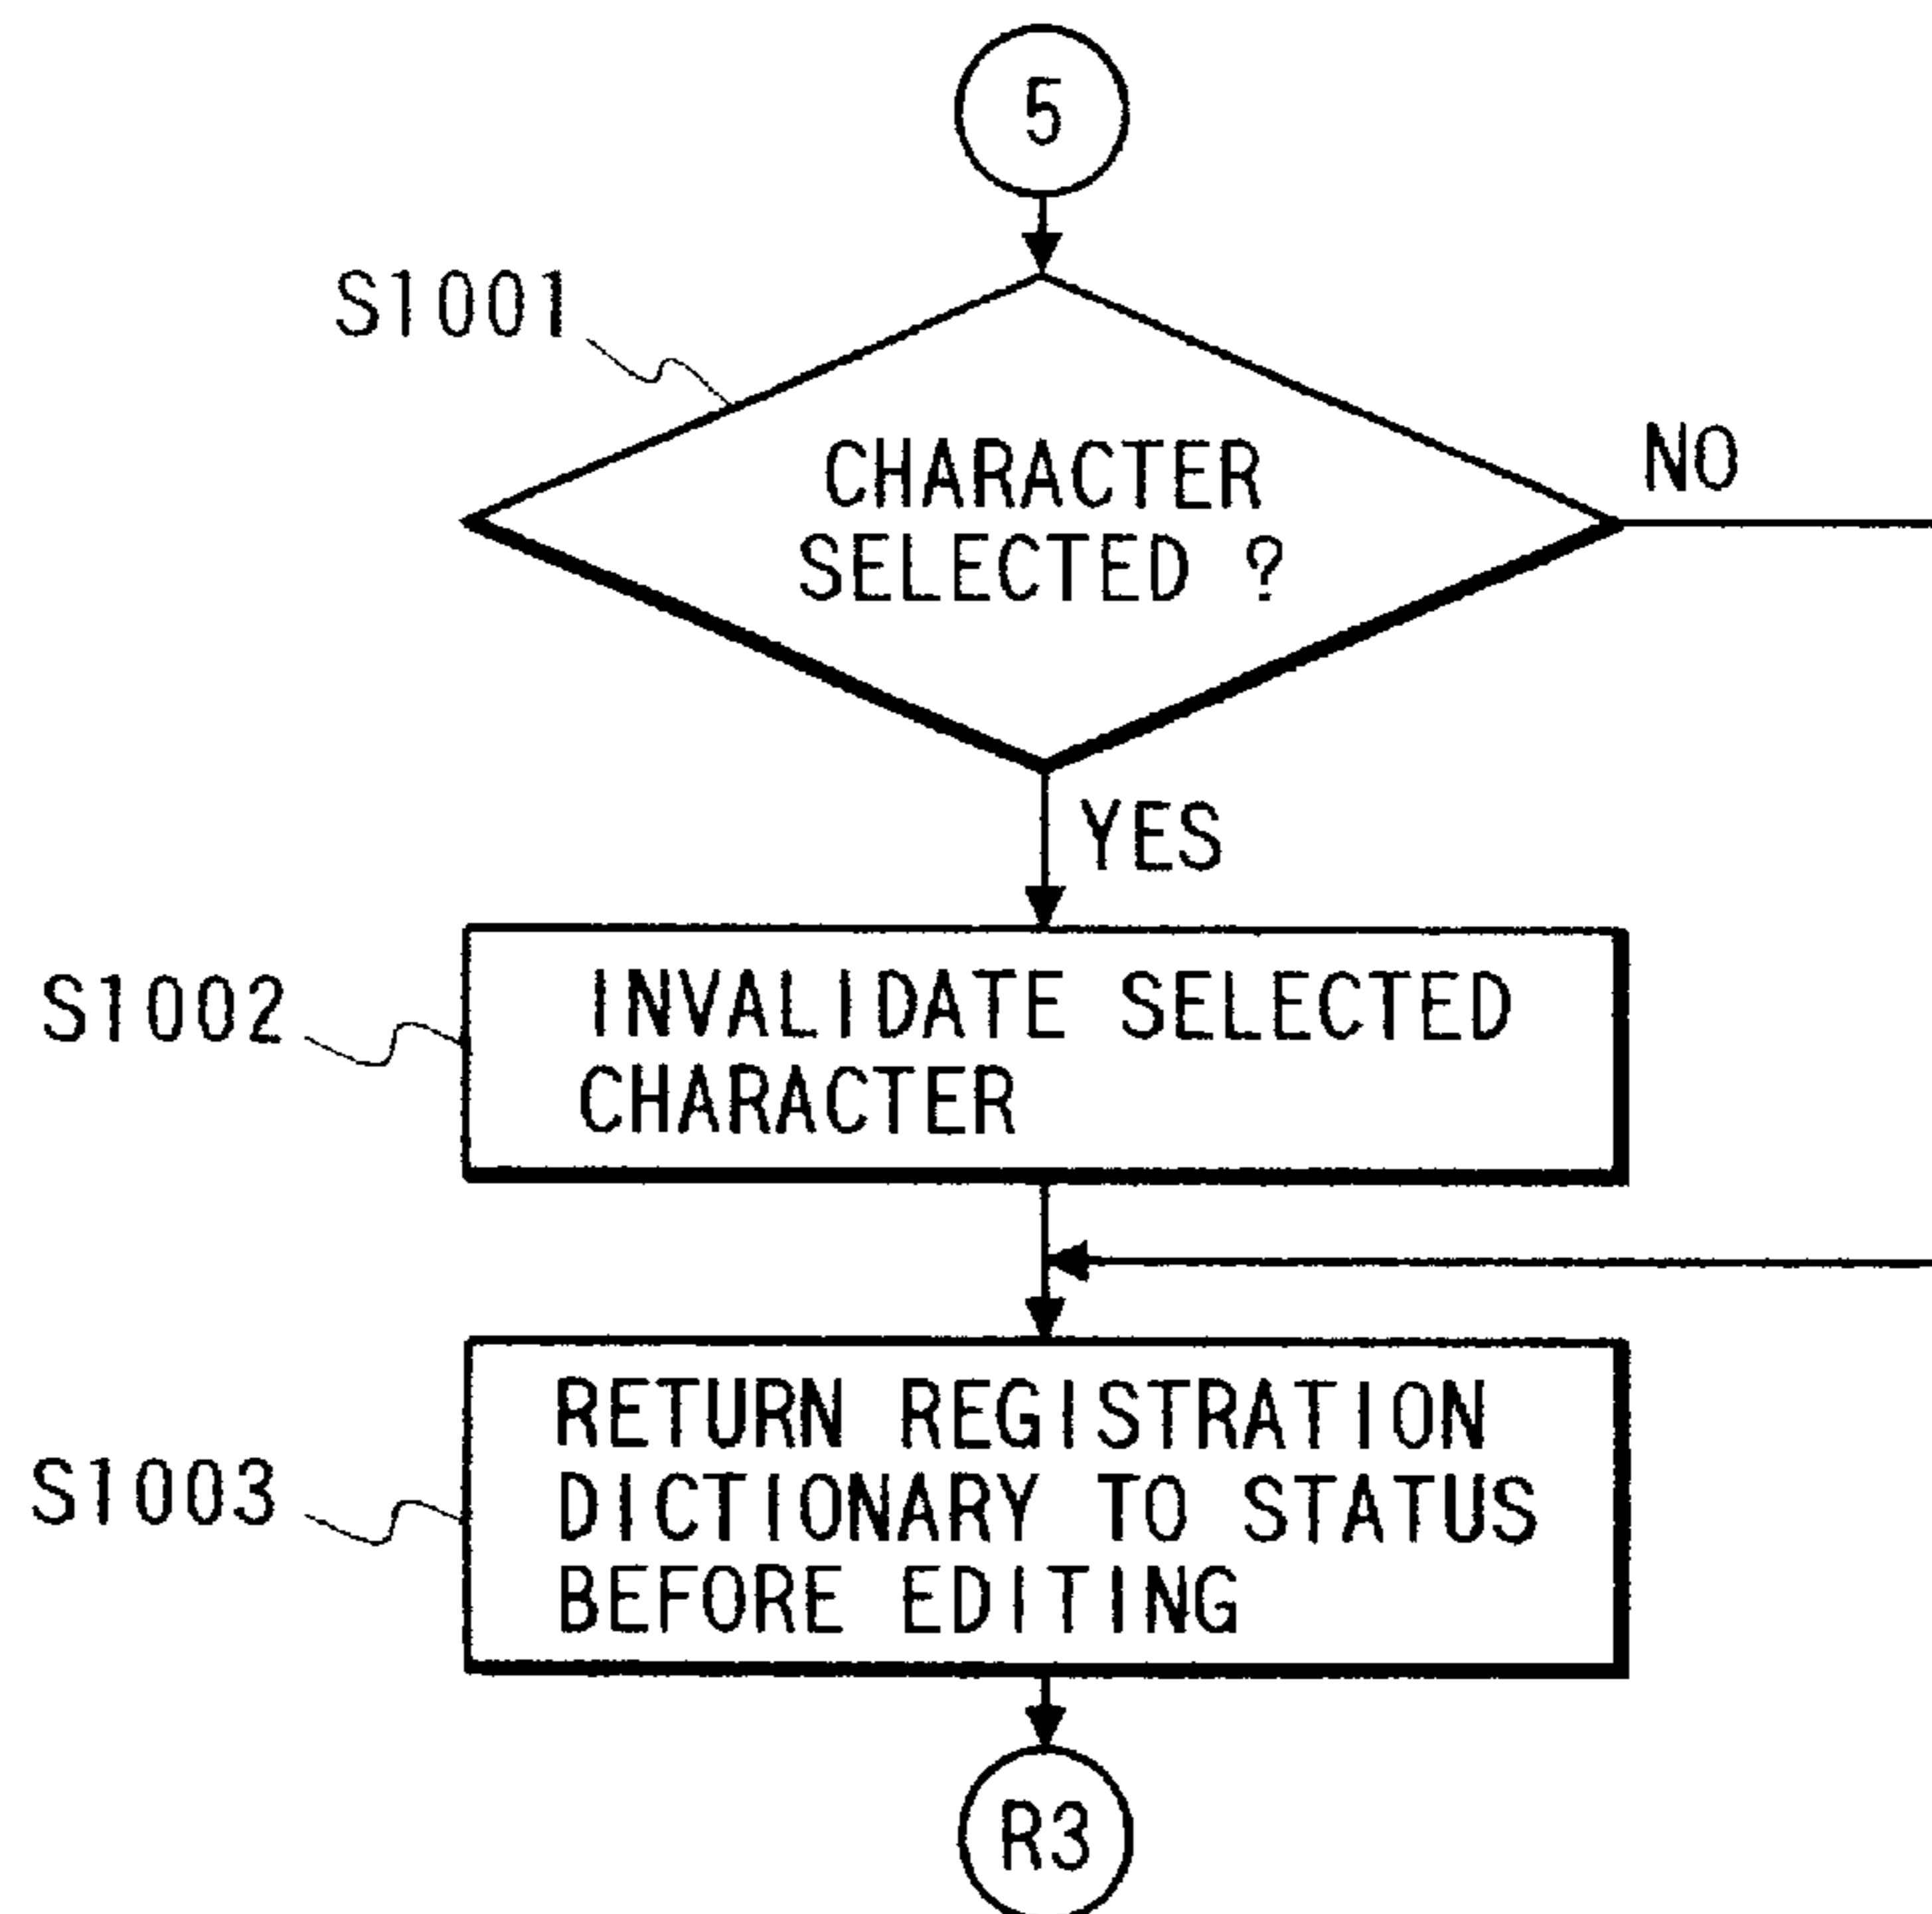 5
S1001
CHARACTER
SELECTED ?
NO
YES
S1002
INVALIDATE SELECTED
CHARACTER
S1003
RETURN REGISTRATION
DICTIONARY TO STATUS
BEFORE EDITING
R3